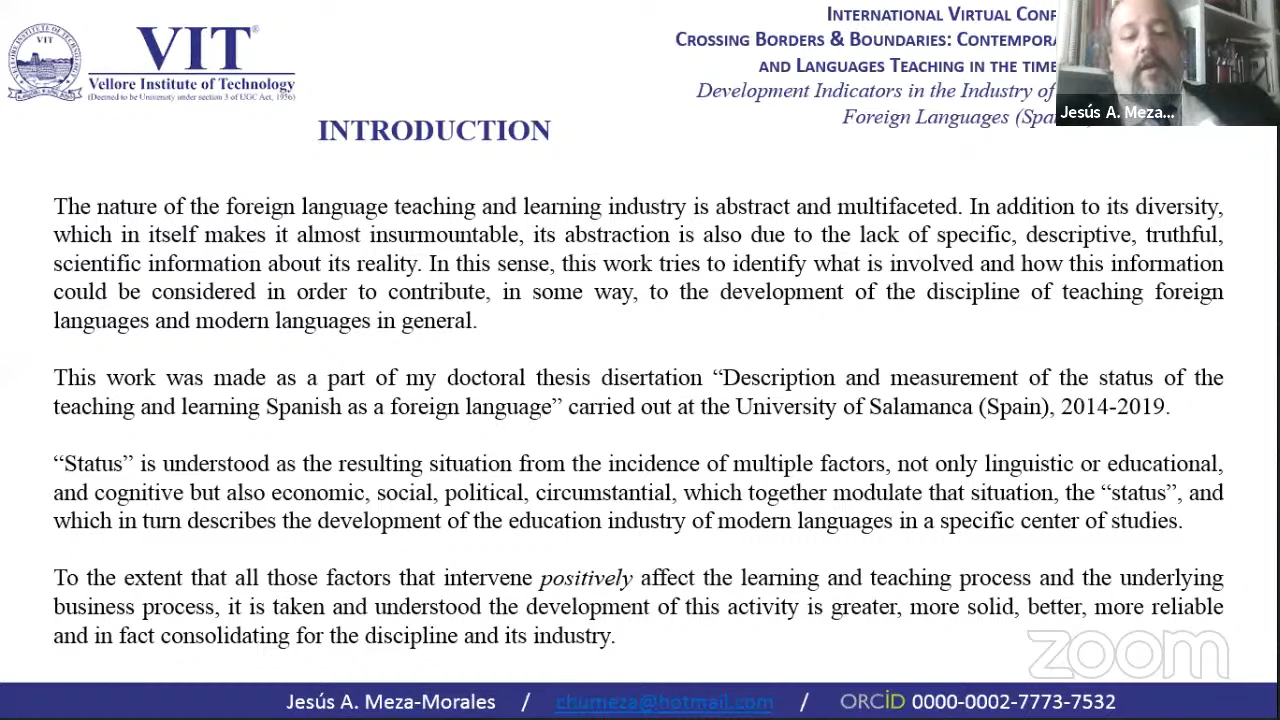 VIT
VIT®
Vellore Institute of Technology
(Deemed to be University under section 3 of UGC Act, 1956)
INTERNATIONAL VIRTUAL CONF
CROSSING BORDERS & BOUNDARIES: CONTEMPORA
AND LANGUAGES TEACHING IN THE TIME
Development Indicators in the Industry of
Foreign Languages (Spa
Jesús A. Meza...
INTRODUCTION
The nature of the foreign language teaching and learning industry is abstract and multifaceted. In addition to its diversity,
which in itself makes it almost insurmountable, its abstraction is also due to the lack of specific, descriptive, truthful,
scientific information about its reality. In this sense, this work tries to identify what is involved and how this information
could be considered in order to contribute, in some way, to the development of the discipline of teaching foreign
languages and modern languages in general.
This work was made as a part of my doctoral thesis disertation “Description and measurement of the status of the
teaching and learning Spanish as a foreign language” carried out at the University of Salamanca (Spain), 2014-2019.
“Status” is understood as the resulting situation from the incidence of multiple factors, not only linguistic or educational,
and cognitive but also economic, social, political, circumstantial, which together modulate that situation, the “status”, and
which in turn describes the development of the education industry of modern languages in a specific center of studies.
To the extent that all those factors that intervene positively affect the learning and teaching process and the underlying
business process, it is taken and understood the development of this activity is greater, more solid, better, more reliable
and in fact consolidating for the discipline and its industry.
zoom
Jesús A. Meza-Morales / chumeza@hotmail.com / ORCiD 0000-0002-7773-7532